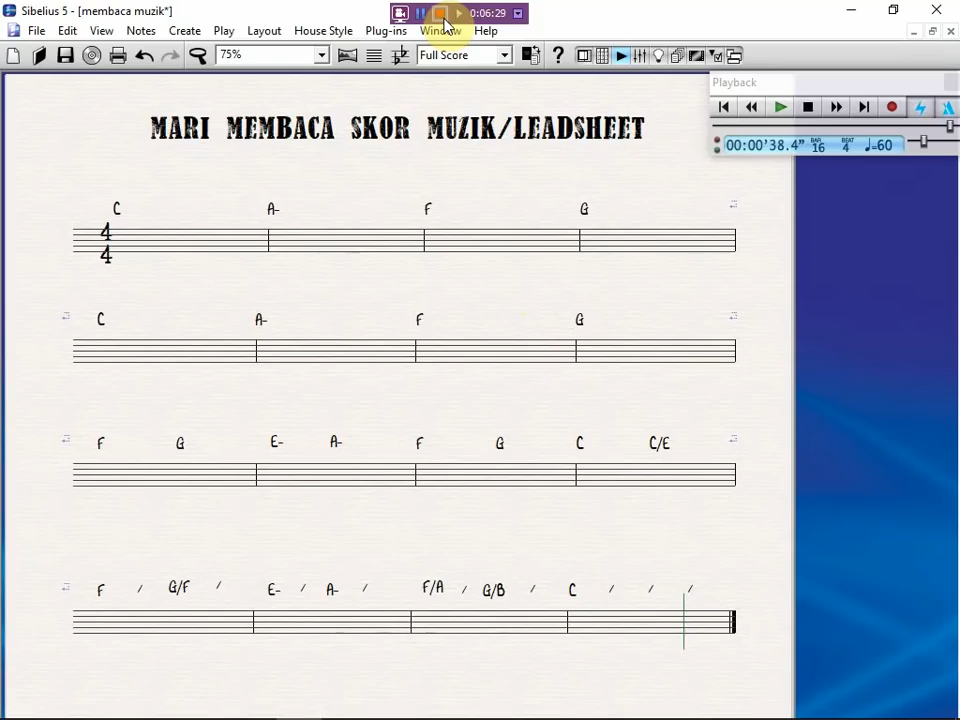 Sibelius 5 - [membaca muzik*]
0:06:29
File Edit View Notes Create Play Layout House Style Plug-ins Window Help
75% Full Score
Playback
00:00'38.4" BAR 16 BEAT 4 ♩=60
MARI MEMBACA SKOR MUZIK/LEADSHEET
C A- F G
4
4
C A- F G
F G E- A- F G C C/E
F / G/F / E- / A- / F/A / G/B / C / / /